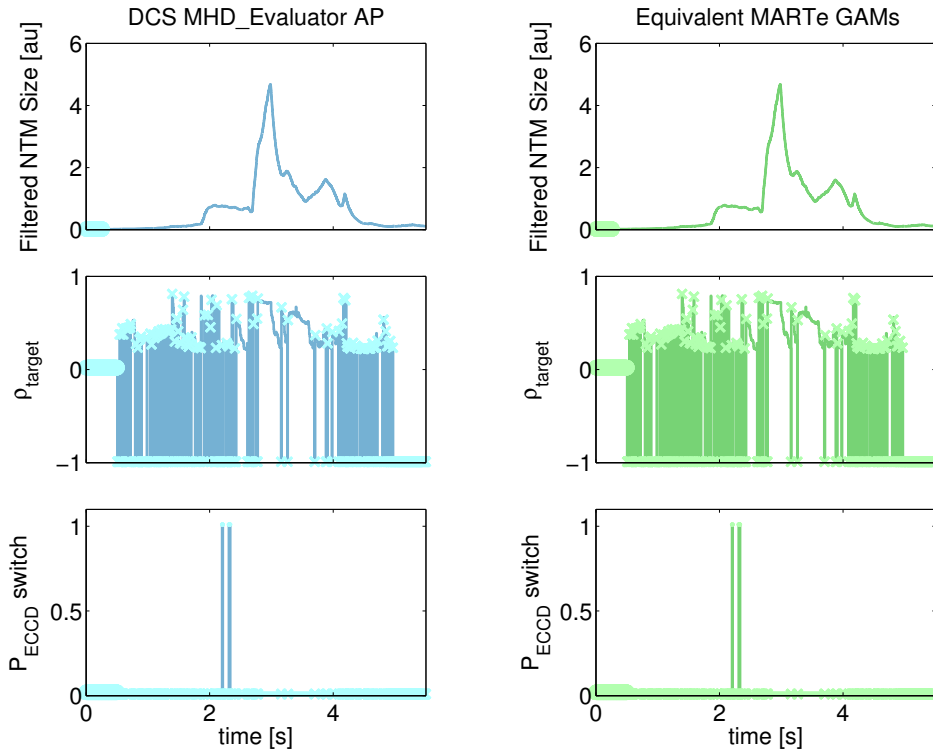 DCS MHD_Evaluator AP
Equivalent MARTe GAMs
Filtered NTM Size [au]
6
4
2
0
Filtered NTM Size [au]
6
4
2
0
ρtarget
1
0
−1
ρtarget
1
0
−1
PECCD switch
1
0.5
0
0 2 4
time [s]
PECCD switch
1
0.5
0
0 2 4
time [s]